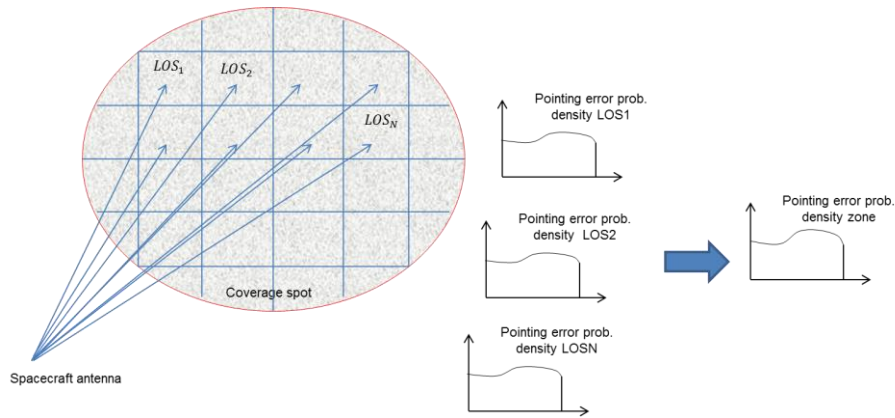 LOS1
LOS2
LOSN
Coverage spot
Spacecraft antenna
Pointing error prob.
density LOS1
Pointing error prob.
density LOS2
Pointing error prob.
density LOSN
Pointing error prob.
density zone